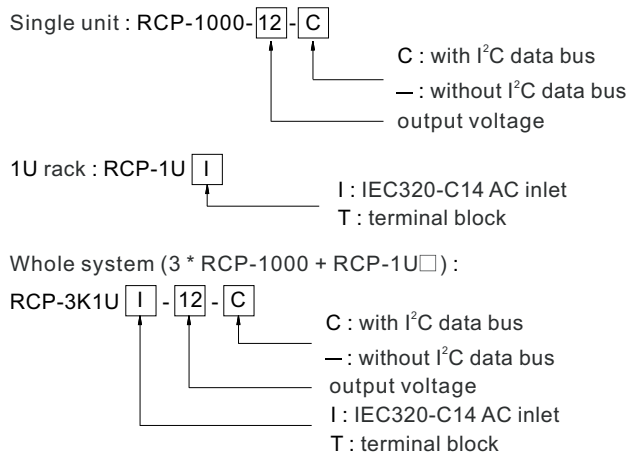 Single unit : RCP-1000-12-C
C : with I²C data bus
— : without I²C data bus
output voltage
1U rack : RCP-1U I
I : IEC320-C14 AC inlet
T : terminal block
Whole system (3 * RCP-1000 + RCP-1U□) :
RCP-3K1U I - 12 - C
C : with I²C data bus
— : without I²C data bus
output voltage
I : IEC320-C14 AC inlet
T : terminal block